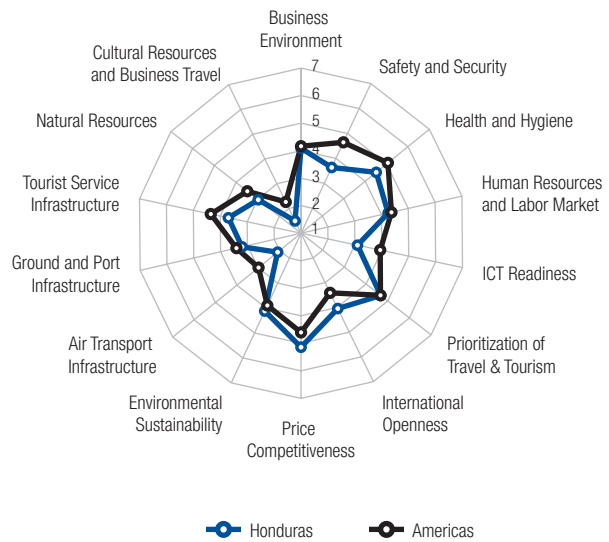 Business
Environment
Safety and Security
Health and Hygiene
Human Resources
and Labor Market
ICT Readiness
Prioritization of
Travel & Tourism
International
Openness
Price
Competitiveness
Environmental
Sustainability
Air Transport
Infrastructure
Ground and Port
Infrastructure
Tourist Service
Infrastructure
Natural Resources
Cultural Resources
and Business Travel
7
6
5
4
3
2
1
Honduras
Americas